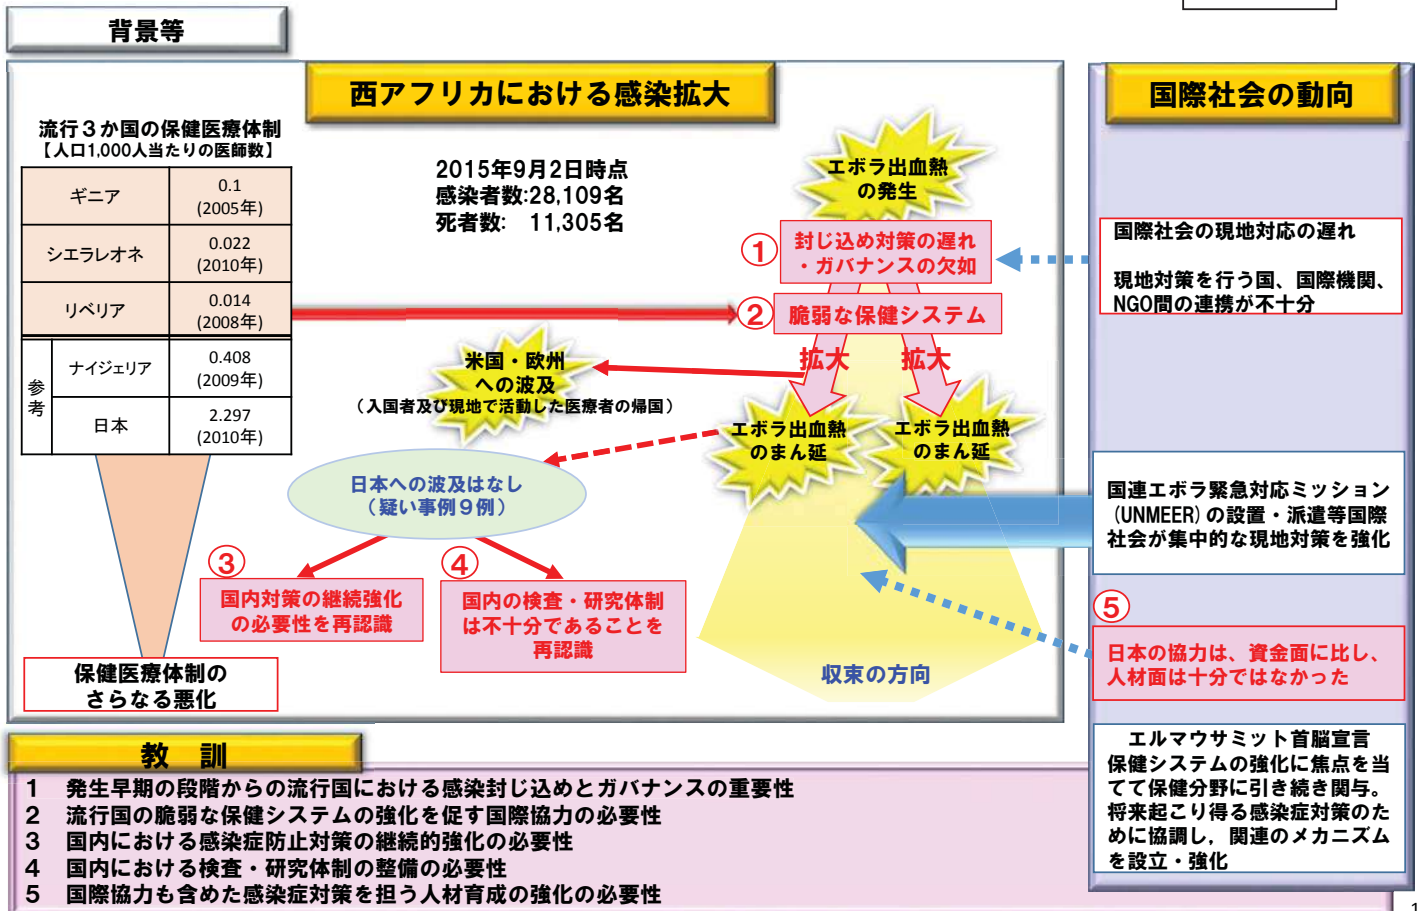 背景等
西アフリカにおける感染拡大
流行３か国の保健医療体制
【人口1,000人当たりの医師数】
ギニア
0.1
(2005年)
シエラレオネ
0.022
(2010年)
リベリア
0.014
(2008年)
参考
ナイジェリア
0.408
(2009年)
日本
2.297
(2010年)
保健医療体制の
さらなる悪化
2015年9月2日時点
感染者数:28,109名
死者数: 11,305名
エボラ出血熱
の発生
①
封じ込め対策の遅れ
・ガバナンスの欠如
②
脆弱な保健システム
拡大
拡大
米国・欧州
への波及
（入国者及び現地で活動した医療者の帰国）
エボラ出血熱
のまん延
エボラ出血熱
のまん延
日本への波及はなし
（疑い事例９例）
③
国内対策の継続強化
の必要性を再認識
④
国内の検査・研究体制
は不十分であることを
再認識
収束の方向
国際社会の動向
国際社会の現地対応の遅れ
現地対策を行う国、国際機関、
NGO間の連携が不十分
国連エボラ緊急対応ミッション
(UNMEER)の設置・派遣等国際
社会が集中的な現地対策を強化
⑤
日本の協力は、資金面に比し、
人材面は十分ではなかった
エルマウサミット首脳宣言
保健システムの強化に焦点を当
てて保健分野に引き続き関与。
将来起こり得る感染症対策のた
めに協調し，関連のメカニズム
を設立・強化
教 訓
1 発生早期の段階からの流行国における感染封じ込めとガバナンスの重要性
2 流行国の脆弱な保健システムの強化を促す国際協力の必要性
3 国内における感染症防止対策の継続的強化の必要性
4 国内における検査・研究体制の整備の必要性
5 国際協力も含めた感染症対策を担う人材育成の強化の必要性
1